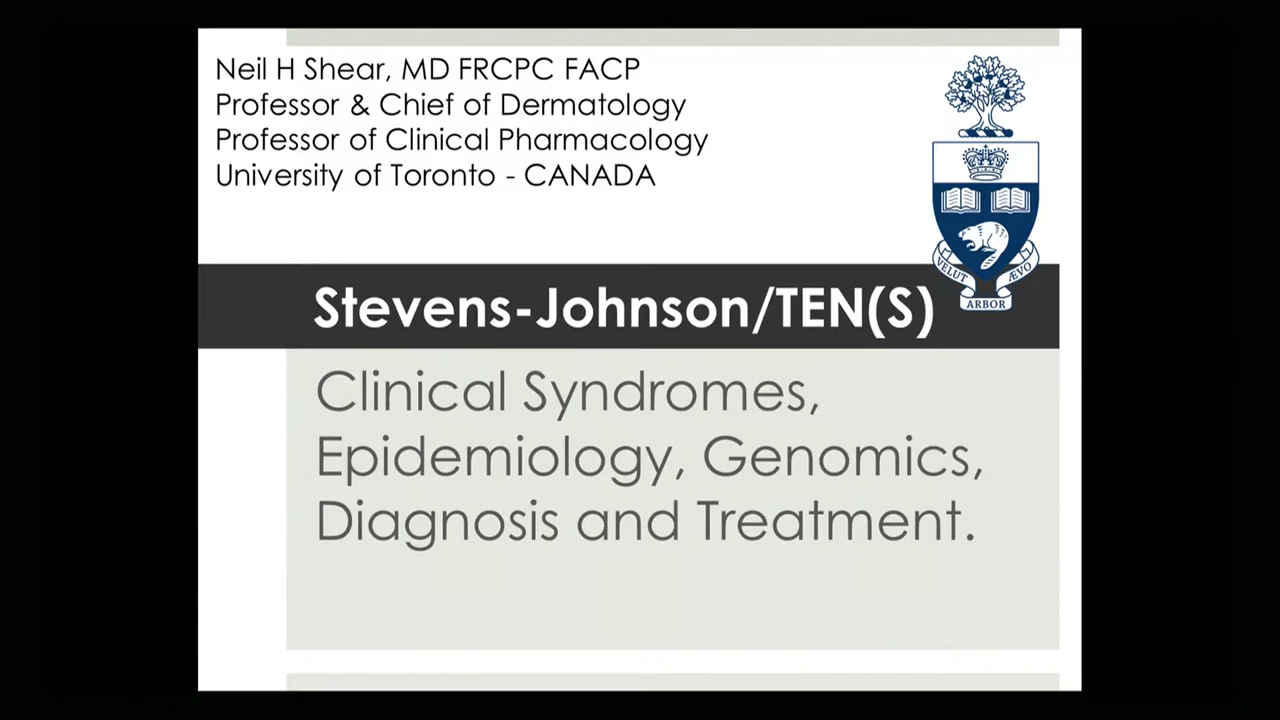 Neil H Shear, MD FRCPC FACP
Professor & Chief of Dermatology
Professor of Clinical Pharmacology
University of Toronto - CANADA
VELUT ÆVO
ARBOR
Stevens-Johnson/TEN(S)
Clinical Syndromes,
Epidemiology, Genomics,
Diagnosis and Treatment.